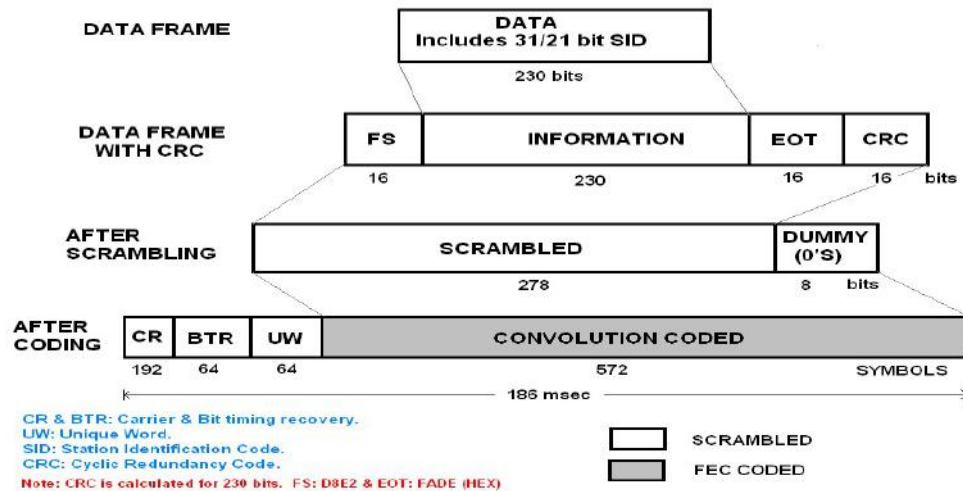 DATA FRAME
DATA
Includes 31/21 bit SID
230 bits
DATA FRAME
WITH CRC
FS
INFORMATION
EOT
CRC
16
230
16
16
bits
AFTER
SCRAMBLING
SCRAMBLED
DUMMY
(0'S)
278
8
bits
AFTER
CODING
CR
BTR
UW
CONVOLUTION CODED
192
64
64
572
SYMBOLS
186 msec
CR & BTR: Carrier & Bit timing recovery.
UW: Unique Word.
SID: Station Identification Code.
CRC: Cyclic Redundancy Code.
Note: CRC is calculated for 230 bits. FS: D8E2 & EOT: FADE (HEX)
SCRAMBLED
FEC CODED